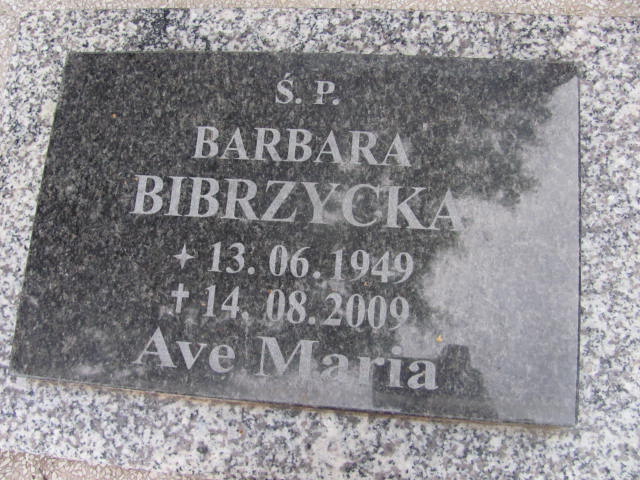 Ś. P.
BARBARA
BIBRZYCKA
✦ 13. 06. 1949
✝ 14. 08. 2009
Ave Maria